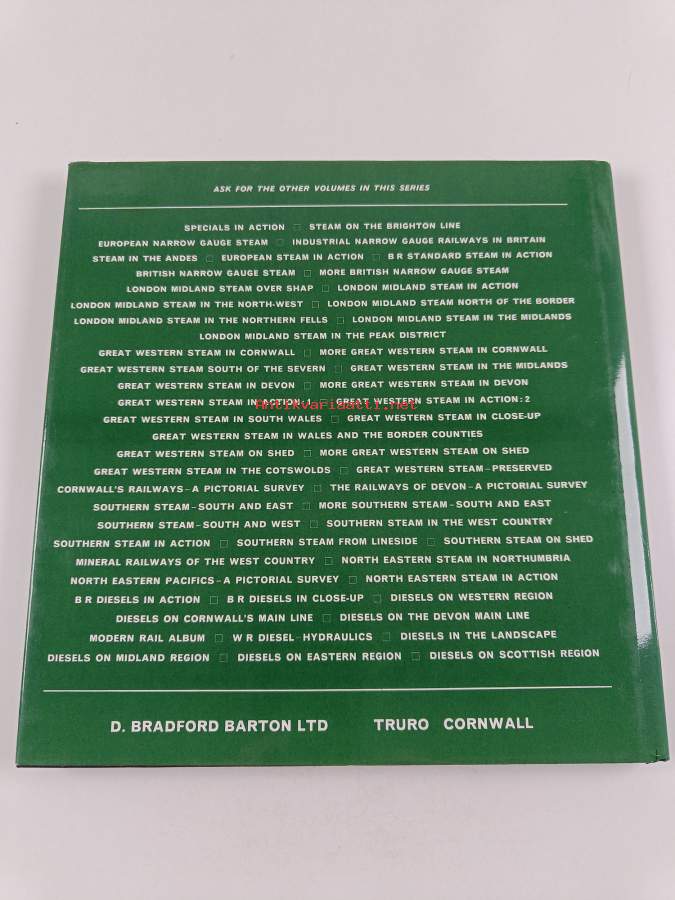 ASK FOR THE OTHER VOLUMES IN THIS SERIES
SPECIALS IN ACTION □ STEAM ON THE BRIGHTON LINE
EUROPEAN NARROW GAUGE STEAM □ INDUSTRIAL NARROW GAUGE RAILWAYS IN BRITAIN
STEAM IN THE ANDES □ EUROPEAN STEAM IN ACTION □ B R STANDARD STEAM IN ACTION
BRITISH NARROW GAUGE STEAM □ MORE BRITISH NARROW GAUGE STEAM
LONDON MIDLAND STEAM OVER SHAP □ LONDON MIDLAND STEAM IN ACTION
LONDON MIDLAND STEAM IN THE NORTH-WEST □ LONDON MIDLAND STEAM NORTH OF THE BORDER
LONDON MIDLAND STEAM IN THE NORTHERN FELLS □ LONDON MIDLAND STEAM IN THE MIDLANDS
LONDON MIDLAND STEAM IN THE PEAK DISTRICT
GREAT WESTERN STEAM IN CORNWALL □ MORE GREAT WESTERN STEAM IN CORNWALL
GREAT WESTERN STEAM SOUTH OF THE SEVERN □ GREAT WESTERN STEAM IN THE MIDLANDS
GREAT WESTERN STEAM IN DEVON □ MORE GREAT WESTERN STEAM IN DEVON
GREAT WESTERN STEAM IN ACTION:1 □ GREAT WESTERN STEAM IN ACTION:2
Antikvariaatti.net
GREAT WESTERN STEAM IN SOUTH WALES □ GREAT WESTERN STEAM IN CLOSE-UP
GREAT WESTERN STEAM IN WALES AND THE BORDER COUNTIES
GREAT WESTERN STEAM ON SHED □ MORE GREAT WESTERN STEAM ON SHED
GREAT WESTERN STEAM IN THE COTSWOLDS □ GREAT WESTERN STEAM–PRESERVED
CORNWALL'S RAILWAYS–A PICTORIAL SURVEY □ THE RAILWAYS OF DEVON–A PICTORIAL SURVEY
SOUTHERN STEAM–SOUTH AND EAST □ MORE SOUTHERN STEAM–SOUTH AND EAST
SOUTHERN STEAM–SOUTH AND WEST □ SOUTHERN STEAM IN THE WEST COUNTRY
SOUTHERN STEAM IN ACTION □ SOUTHERN STEAM FROM LINESIDE □ SOUTHERN STEAM ON SHED
MINERAL RAILWAYS OF THE WEST COUNTRY □ NORTH EASTERN STEAM IN NORTHUMBRIA
NORTH EASTERN PACIFICS–A PICTORIAL SURVEY □ NORTH EASTERN STEAM IN ACTION
B R DIESELS IN ACTION □ B R DIESELS IN CLOSE-UP □ DIESELS ON WESTERN REGION
DIESELS ON CORNWALL'S MAIN LINE □ DIESELS ON THE DEVON MAIN LINE
MODERN RAIL ALBUM □ W R DIESEL–HYDRAULICS □ DIESELS IN THE LANDSCAPE
DIESELS ON MIDLAND REGION □ DIESELS ON EASTERN REGION □ DIESELS ON SCOTTISH REGION
D. BRADFORD BARTON LTD TRURO CORNWALL